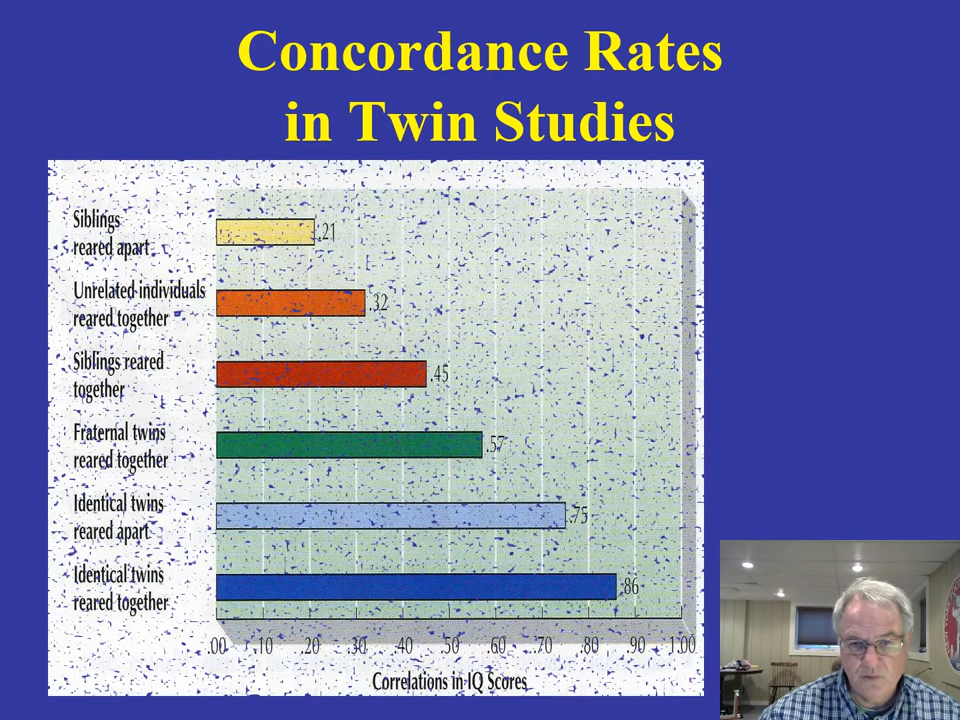 Concordance Rates
in Twin Studies
Siblings
reared apart
.21
Unrelated individuals
reared together
.32
Siblings reared
together
.45
Fraternal twins
reared together
.57
Identical twins
reared apart
.75
Identical twins
reared together
.86
.00 .10 .20 .30 .40 .50 .60 .70 .80 .90 1.00
Correlations in IQ Scores